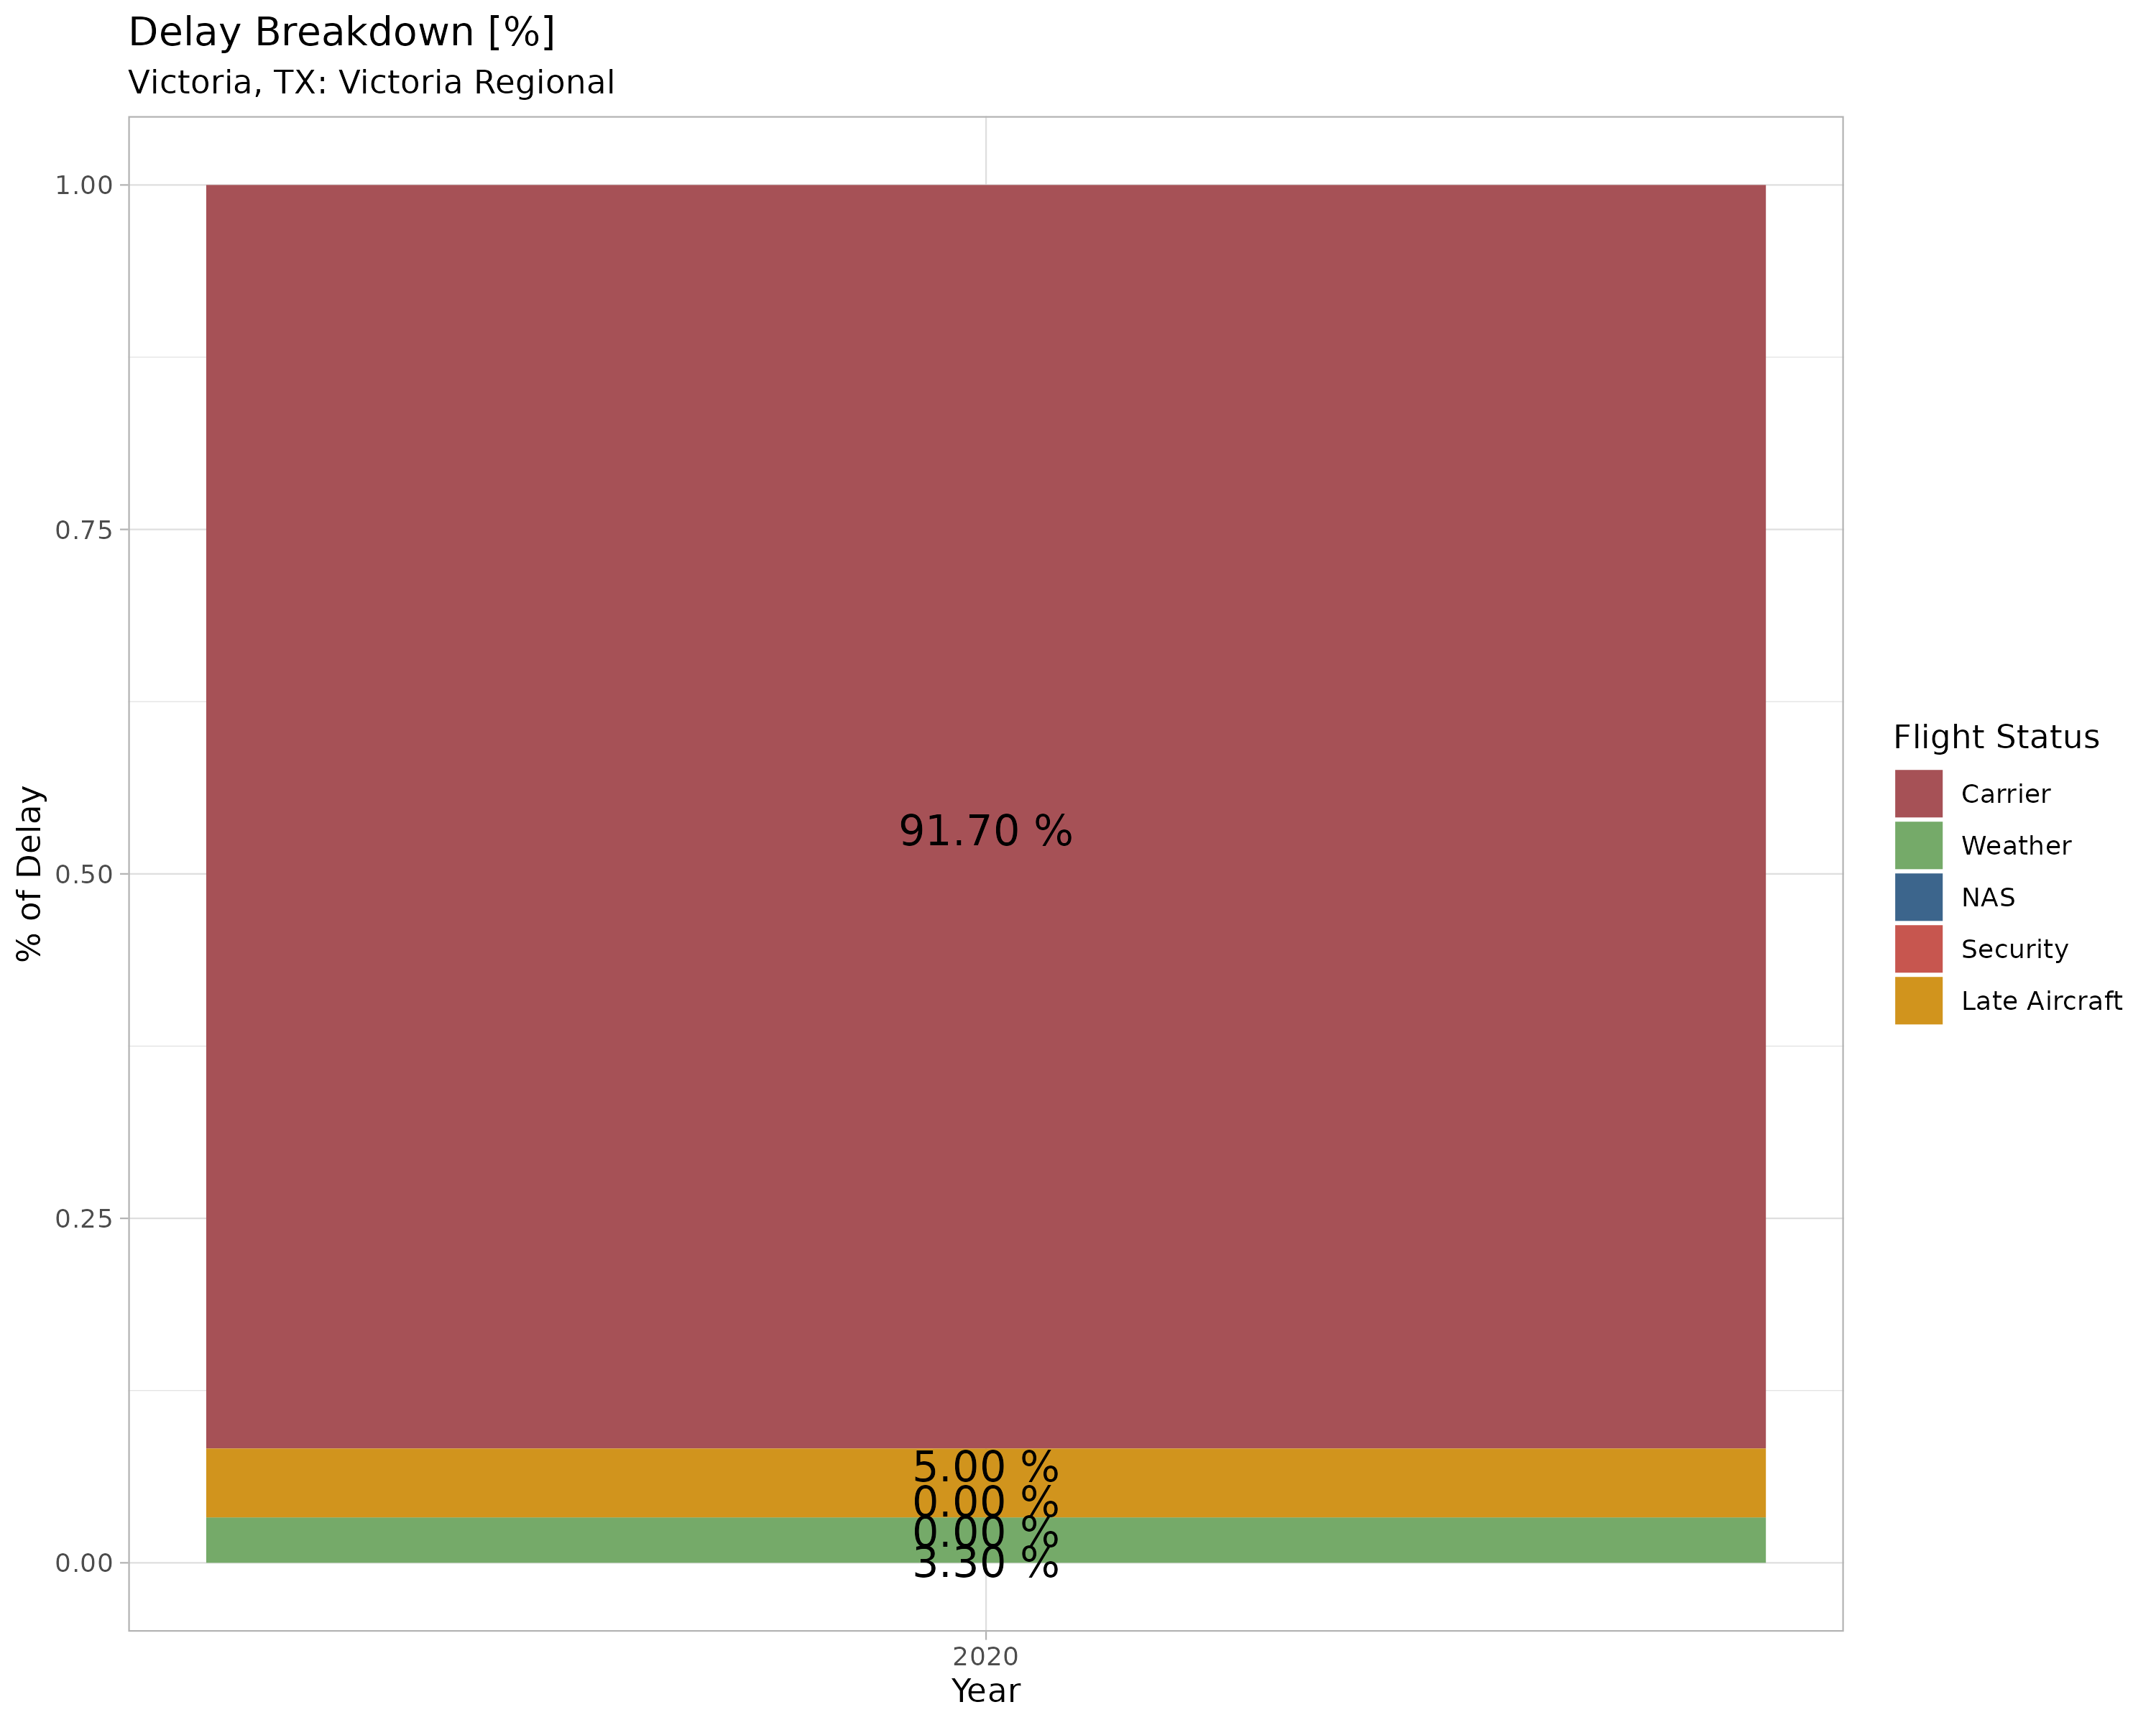 Delay Breakdown [%]
Victoria, TX: Victoria Regional
1.00
0.75
0.50
0.25
0.00
% of Delay
91.70 %
5.00 %
0.00 %
0.00 %
3.30 %
2020
Year
Flight Status
Carrier
Weather
NAS
Security
Late Aircraft